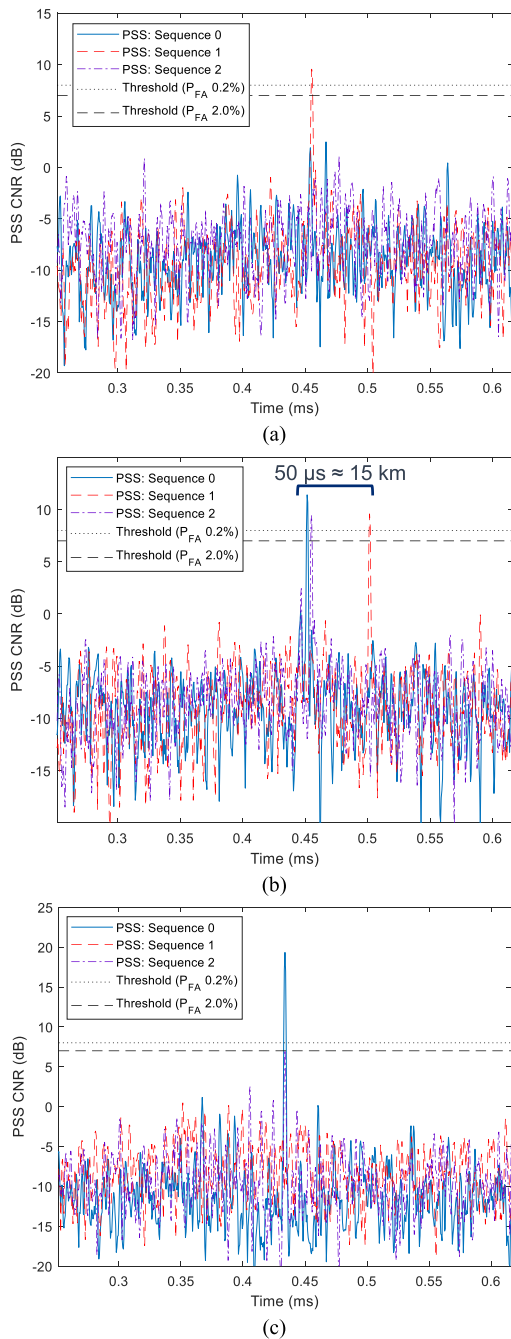 15
10
5
0
-5
-10
-15
-20
PSS CNR (dB)
PSS: Sequence 0
PSS: Sequence 1
PSS: Sequence 2
Threshold (P_FA 0.2%)
Threshold (P_FA 2.0%)
0.3 0.35 0.4 0.45 0.5 0.55 0.6
Time (ms)
(a)
50 µs ≈ 15 km
10
5
0
-5
-10
-15
PSS CNR (dB)
PSS: Sequence 0
PSS: Sequence 1
PSS: Sequence 2
Threshold (P_FA 0.2%)
Threshold (P_FA 2.0%)
0.3 0.35 0.4 0.45 0.5 0.55 0.6
Time (ms)
(b)
25
20
15
10
5
0
-5
-10
-15
-20
PSS CNR (dB)
PSS: Sequence 0
PSS: Sequence 1
PSS: Sequence 2
Threshold (P_FA 0.2%)
Threshold (P_FA 2.0%)
0.3 0.35 0.4 0.45 0.5 0.55 0.6
Time (ms)
(c)